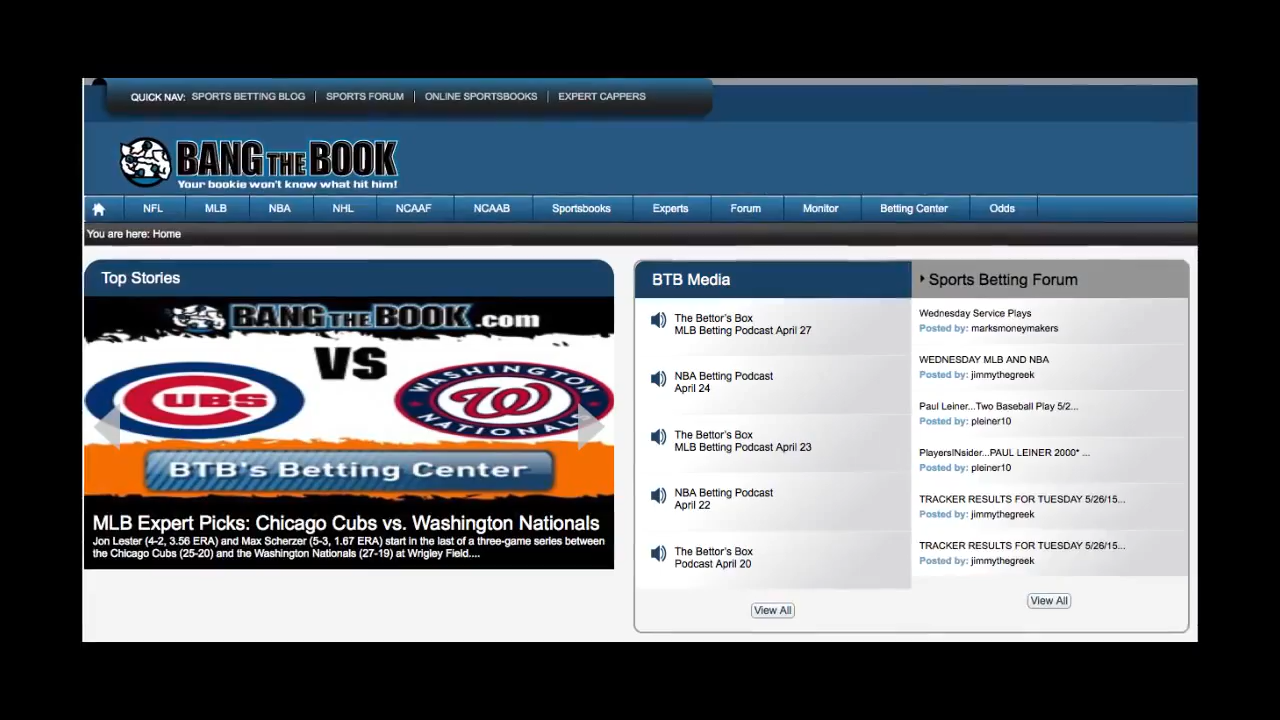 QUICK NAV: SPORTS BETTING BLOG | SPORTS FORUM | ONLINE SPORTSBOOKS | EXPERT CAPPERS
BANG THE BOOK
Your bookie won't know what hit him!
NFL MLB NBA NHL NCAAF NCAAB Sportsbooks Experts Forum Monitor Betting Center Odds
You are here: Home
Top Stories
BANG THE BOOK.com
VS
CUBS
WASHINGTON
W
NATIONALS
BTB's Betting Center
MLB Expert Picks: Chicago Cubs vs. Washington Nationals
Jon Lester (4-2, 3.56 ERA) and Max Scherzer (5-3, 1.67 ERA) start in the last of a three-game series between
the Chicago Cubs (25-20) and the Washington Nationals (27-19) at Wrigley Field....
BTB Media
The Bettor's Box
MLB Betting Podcast April 27
NBA Betting Podcast
April 24
The Bettor's Box
MLB Betting Podcast April 23
NBA Betting Podcast
April 22
The Bettor's Box
Podcast April 20
View All
Sports Betting Forum
Wednesday Service Plays
Posted by: marksmoneymakers
WEDNESDAY MLB AND NBA
Posted by: jimmythegreek
Paul Leiner...Two Baseball Play 5/2...
Posted by: pleiner10
PlayersINsider...PAUL LEINER 2000* ...
Posted by: pleiner10
TRACKER RESULTS FOR TUESDAY 5/26/15...
Posted by: jimmythegreek
TRACKER RESULTS FOR TUESDAY 5/26/15...
Posted by: jimmythegreek
View All